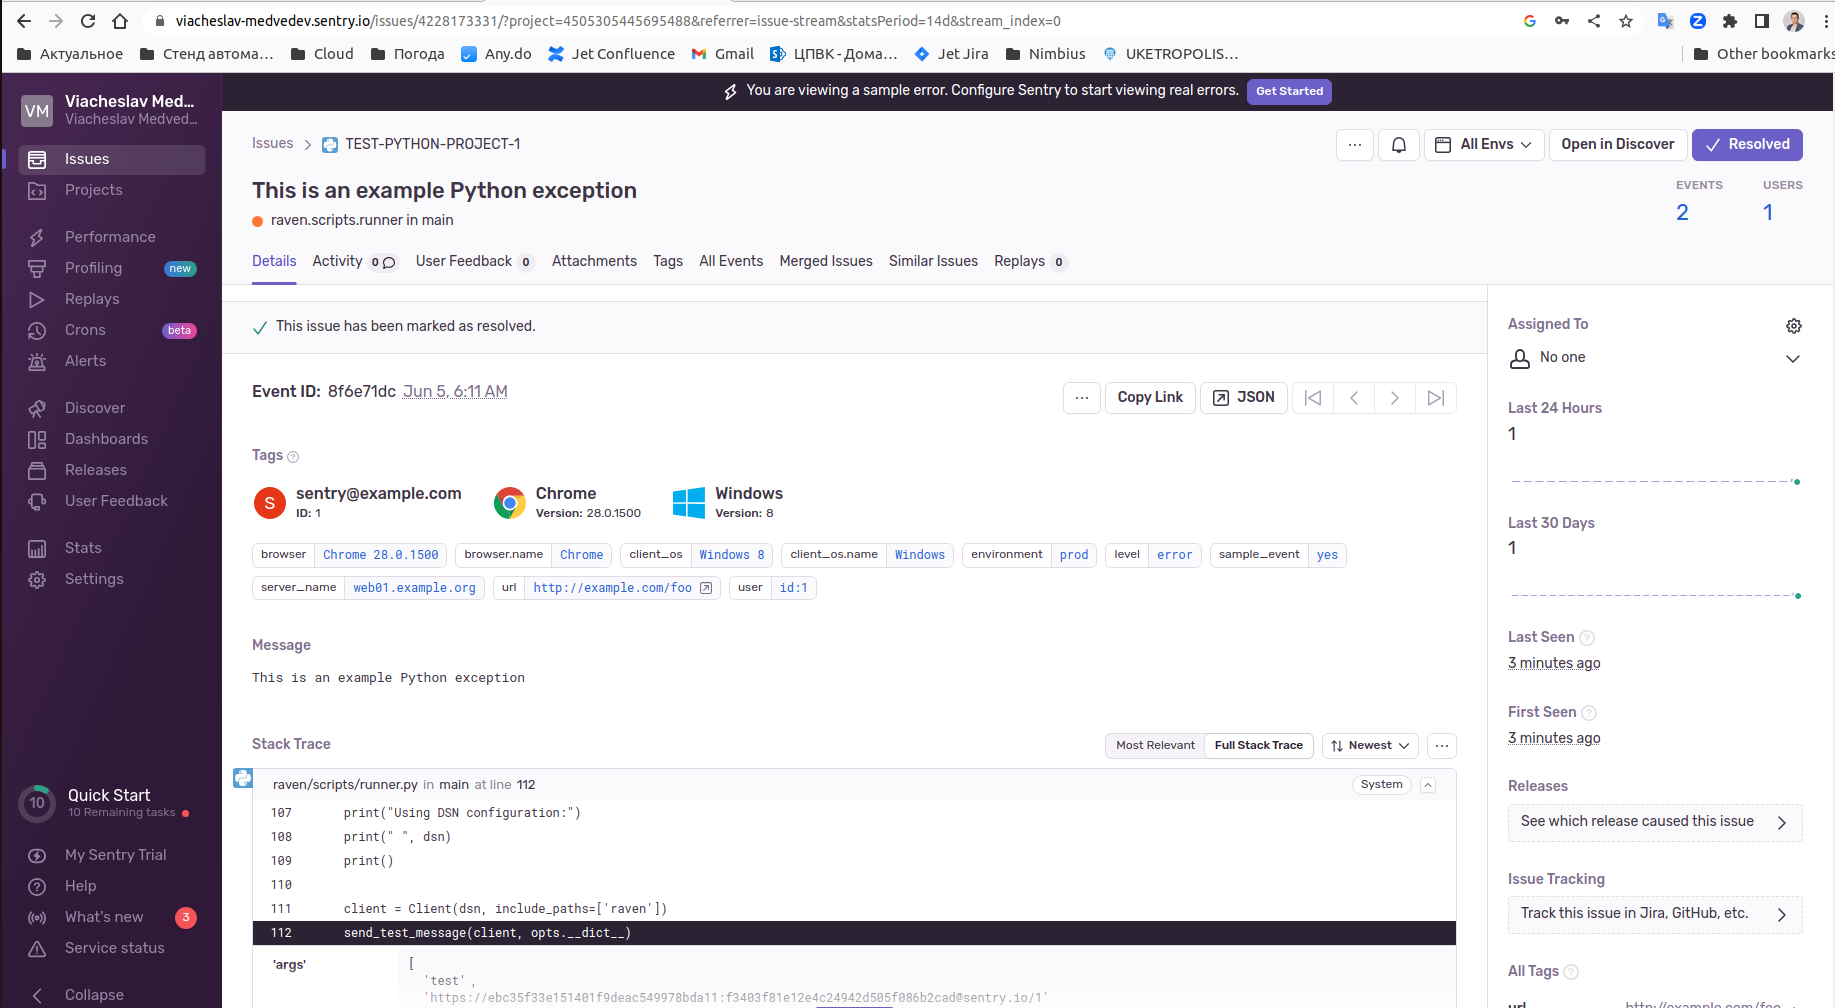 viacheslav-medvedev.sentry.io/issues/4228173331/?project=4505305445695488&referrer=issue-stream&statsPeriod=14d&stream_index=0
Актуальное Стенд автома... Cloud Погода Any.do Jet Confluence Gmail ЦПВК - Дома... Jet Jira Nimbius UKETROPOLIS... Other bookmarks
VM Viacheslav Med...
Viacheslav Medved...
You are viewing a sample error. Configure Sentry to start viewing real errors. Get Started
Issues
Projects
Performance
Profiling new
Replays
Crons beta
Alerts
Discover
Dashboards
Releases
User Feedback
Stats
Settings
10 Quick Start
10 Remaining tasks
My Sentry Trial
Help
What's new 3
Service status
Collapse
Issues > TEST-PYTHON-PROJECT-1
... All Envs Open in Discover Resolved
This is an example Python exception
raven.scripts.runner in main
EVENTS USERS
2 1
Details Activity 0 User Feedback 0 Attachments Tags All Events Merged Issues Similar Issues Replays 0
This issue has been marked as resolved.
Event ID: 8f6e71dc Jun 5, 6:11 AM
... Copy Link JSON
Tags ?
S sentry@example.com
ID: 1
Chrome
Version: 28.0.1500
Windows
Version: 8
browser Chrome 28.0.1500 browser.name Chrome client_os Windows 8 client_os.name Windows environment prod level error sample_event yes
server_name web01.example.org url http://example.com/foo user id:1
Message
This is an example Python exception
Stack Trace
Most Relevant Full Stack Trace Newest ...
raven/scripts/runner.py in main at line 112 System
107 print("Using DSN configuration:")
108 print(" ", dsn)
109 print()
110
111 client = Client(dsn, include_paths=['raven'])
112 send_test_message(client, opts.__dict__)
'args' [
'test',
'https://ebc35f33e151401f9deac549978bda11:f3403f81e12e4c24942d505f086b2cad@sentry.io/1'
Assigned To
No one
Last 24 Hours
1
Last 30 Days
1
Last Seen ?
3 minutes ago
First Seen ?
3 minutes ago
Releases
See which release caused this issue
Issue Tracking
Track this issue in Jira, GitHub, etc.
All Tags ?
url http://example.com/foo